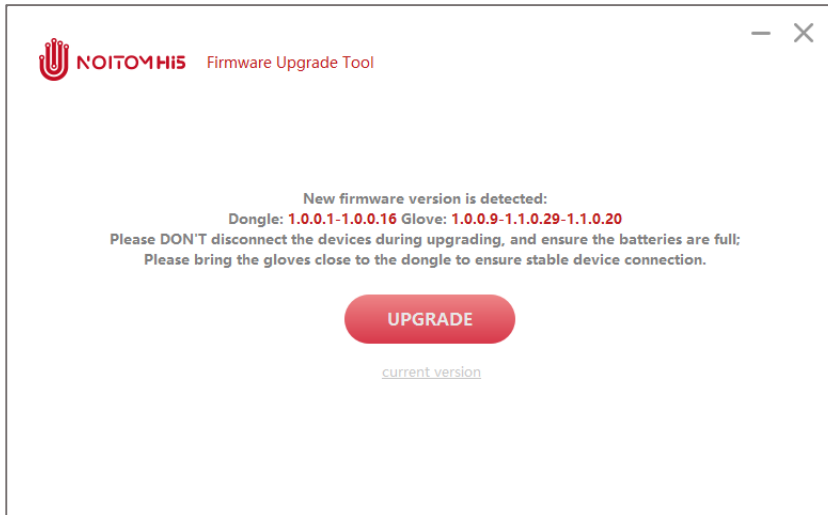 NOITOM Hi5 Firmware Upgrade Tool
New firmware version is detected:
Dongle: 1.0.0.1-1.0.0.16 Glove: 1.0.0.9-1.1.0.29-1.1.0.20
Please DON'T disconnect the devices during upgrading, and ensure the batteries are full;
Please bring the gloves close to the dongle to ensure stable device connection.
UPGRADE
current version